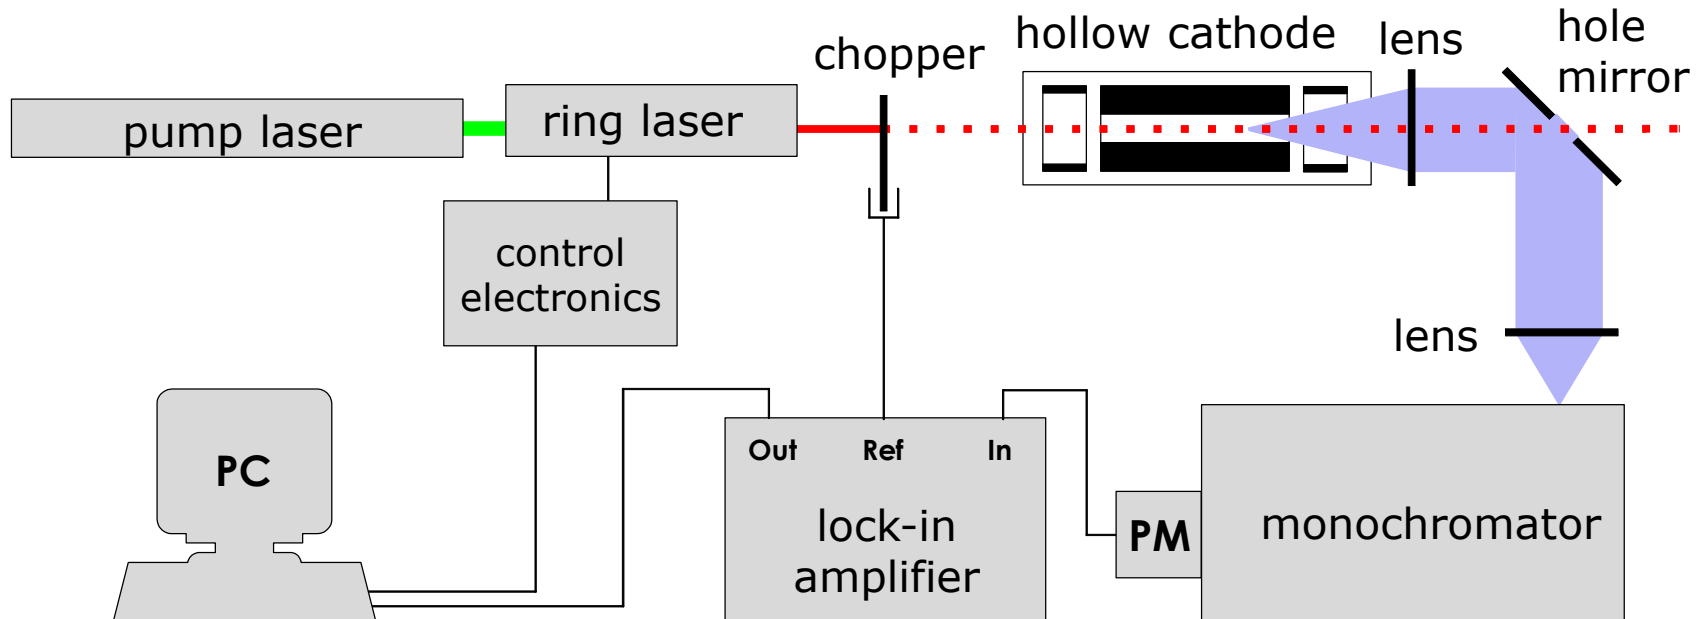 pump laser
ring laser
chopper
hollow cathode
lens
hole
mirror
control
electronics
lens
PC
Out
Ref
In
lock-in
amplifier
PM
monochromator